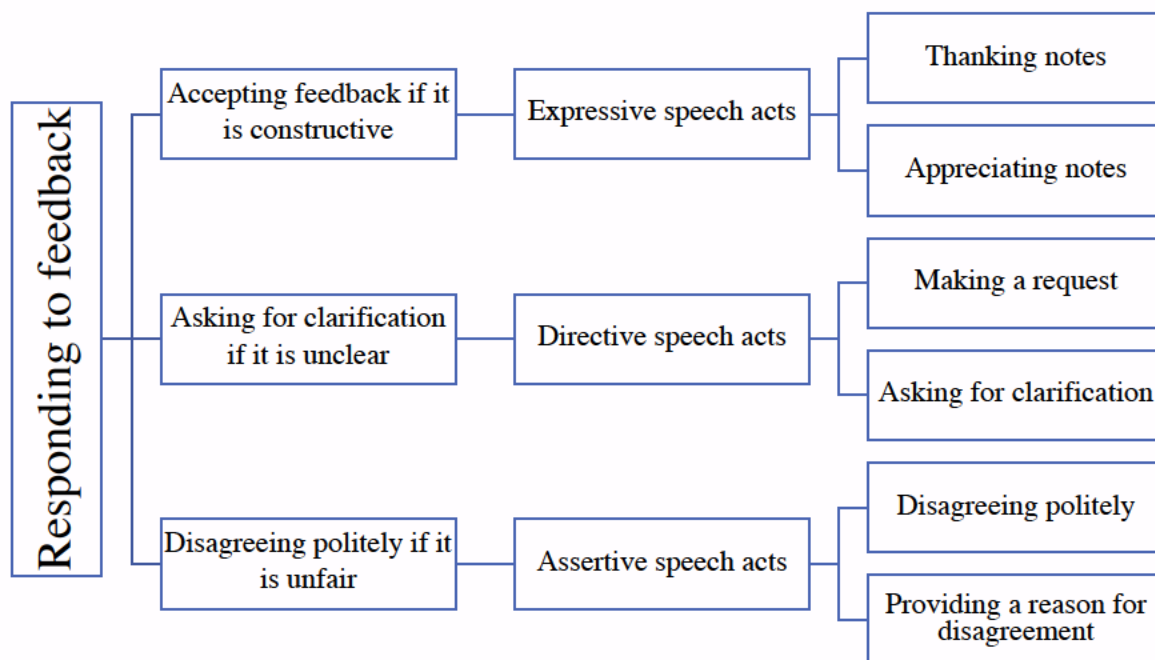 Responding to feedback
Accepting feedback if it
is constructive
Expressive speech acts
Thanking notes
Appreciating notes
Asking for clarification
if it is unclear
Directive speech acts
Making a request
Asking for clarification
Disagreeing politely if it
is unfair
Assertive speech acts
Disagreeing politely
Providing a reason for
disagreement